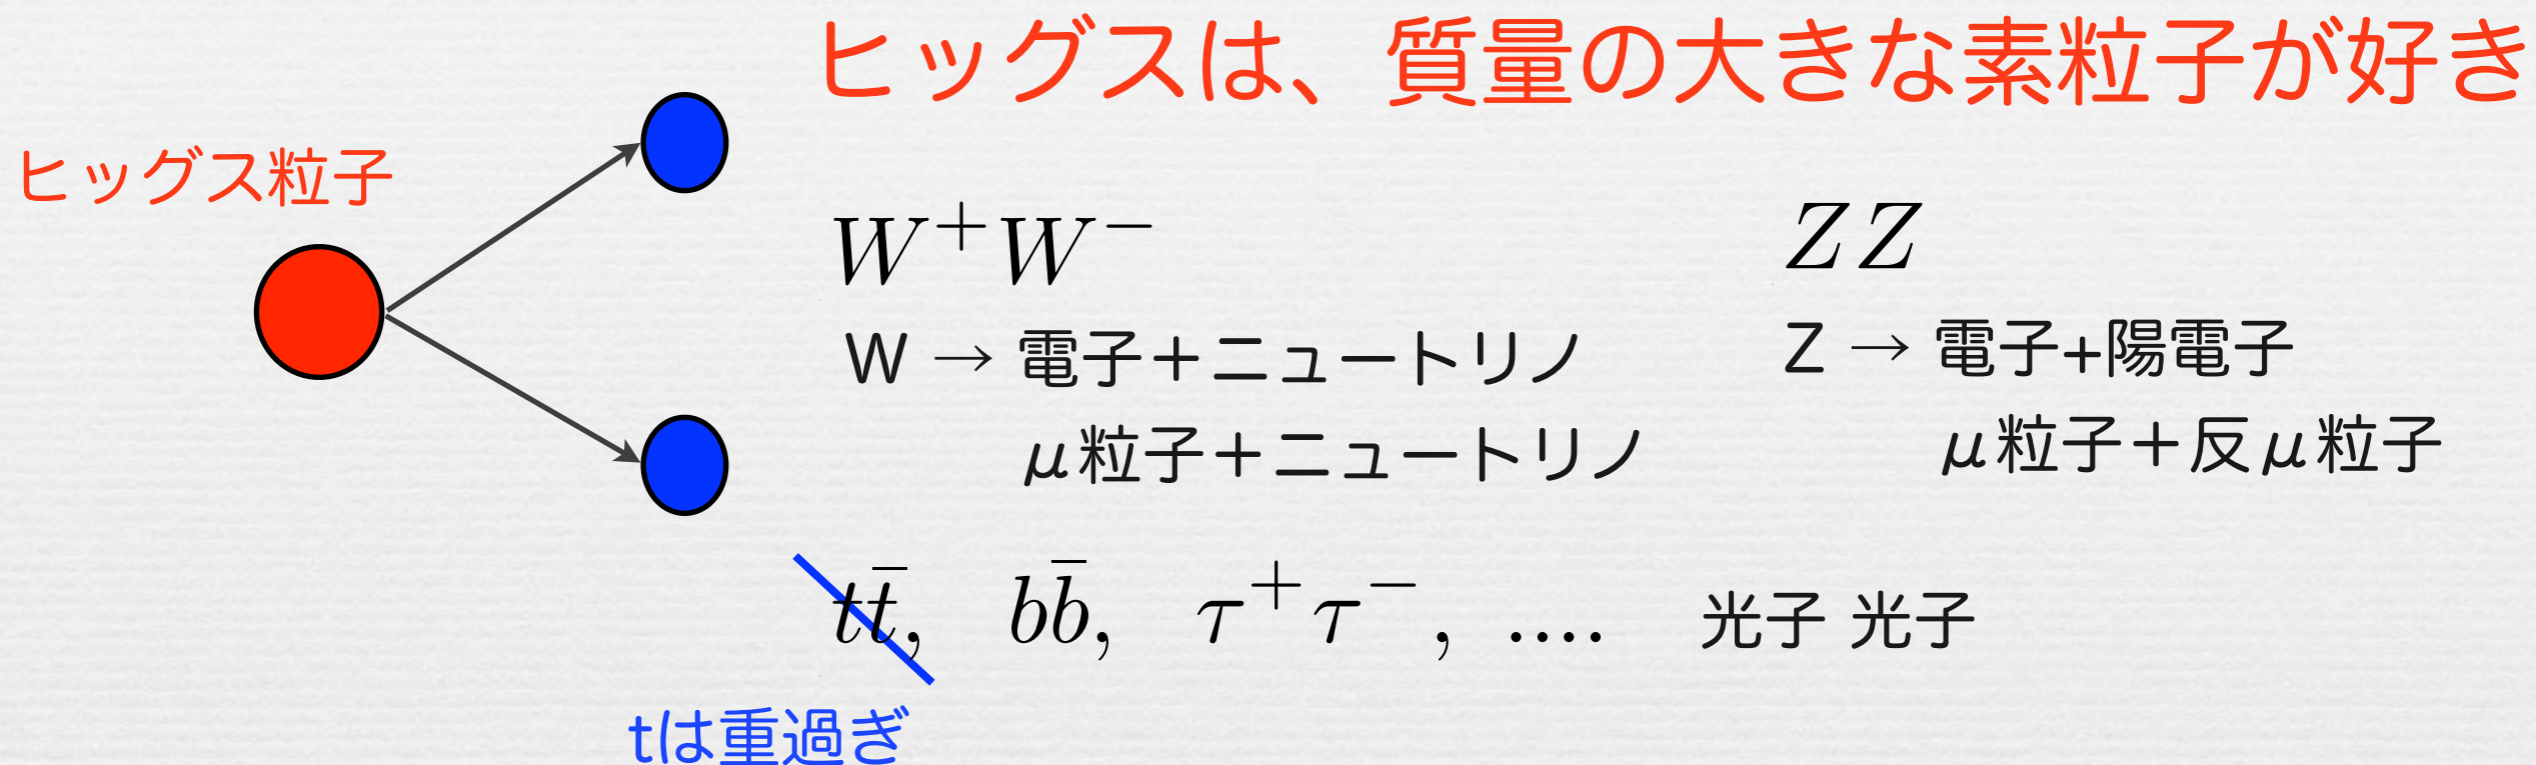 ヒッグスは、質量の大きな素粒子が好き
ヒッグス粒子
W⁺W⁻
W → 電子＋ニュートリノ
μ粒子＋ニュートリノ
ZZ
Z → 電子+陽電子
μ粒子＋反μ粒子
tt̄, bb̄, τ⁺τ⁻, .... 光子 光子
tは重過ぎ